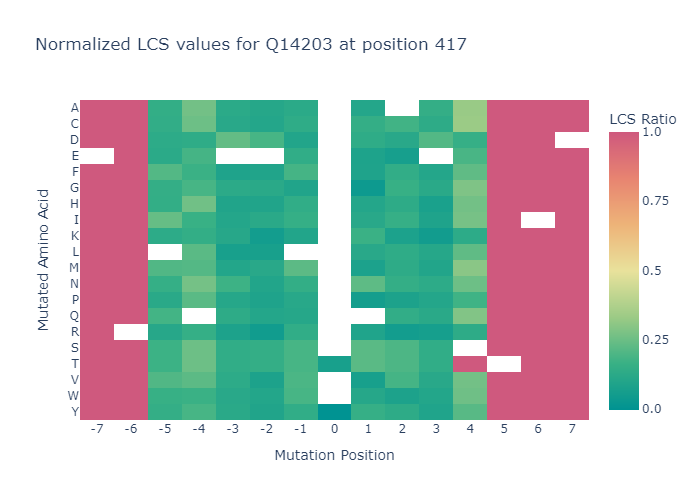 Normalized LCS values for Q14203 at position 417
LCS Ratio
A
C
D
E
F
G
H
I
K
L
M
N
P
Q
R
S
T
V
W
Y
Mutated Amino Acid
1.0
0.75
0.5
0.25
0.0
-7 -6 -5 -4 -3 -2 -1 0 1 2 3 4 5 6 7
Mutation Position